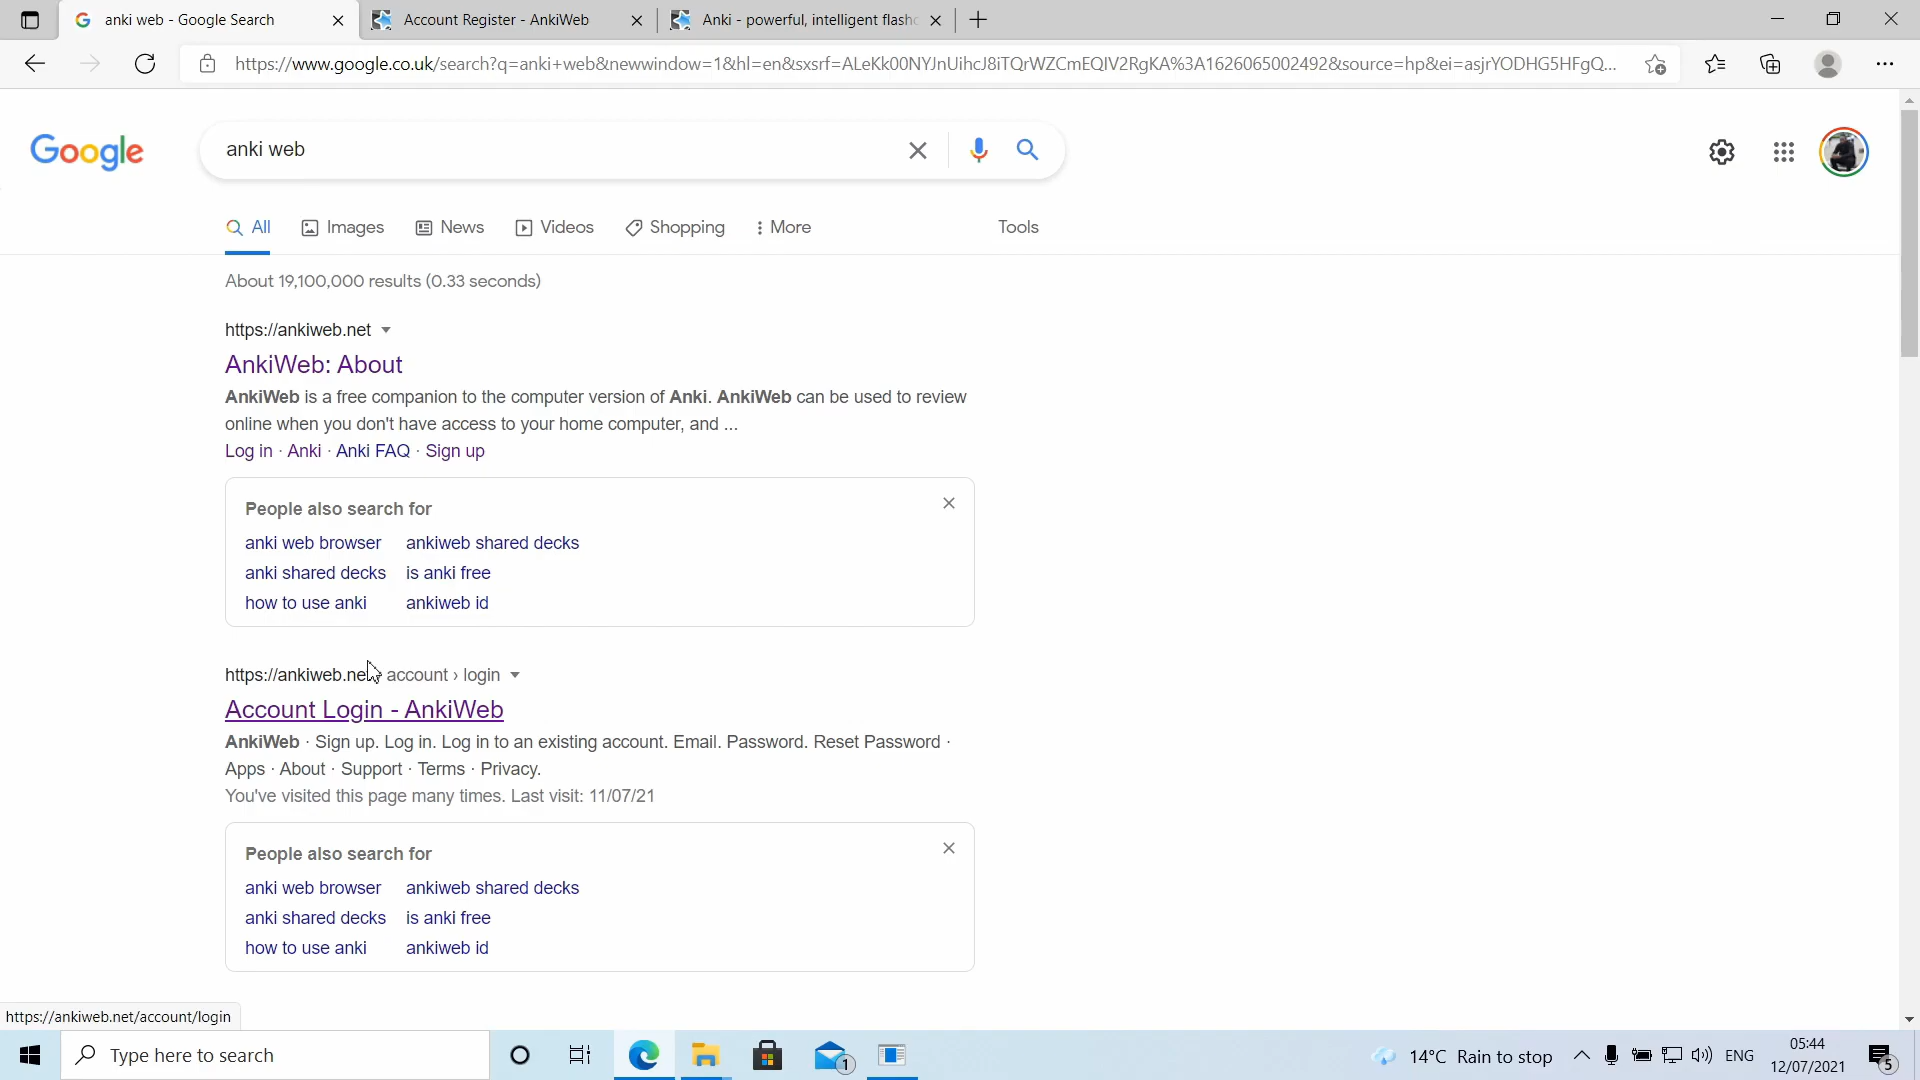 anki web - Google Search
Account Register - AnkiWeb
Anki - powerful, intelligent flashc
https://www.google.co.uk/search?q=anki+web&newwindow=1&hl=en&sxsrf=ALeKk00NYJnUihcJ8iTQrWZCmEQIV2RgKA%3A1626065002492&source=hp&ei=asjrYODHG5HFgQ...
Google
anki web
All
Images
News
Videos
Shopping
More
Tools
About 19,100,000 results (0.33 seconds)
https://ankiweb.net
AnkiWeb: About
AnkiWeb is a free companion to the computer version of Anki. AnkiWeb can be used to review
online when you don't have access to your home computer, and ...
Log in · Anki · Anki FAQ · Sign up
People also search for
anki web browser ankiweb shared decks
anki shared decks is anki free
how to use anki ankiweb id
https://ankiweb.net › account › login
Account Login - AnkiWeb
AnkiWeb · Sign up. Log in. Log in to an existing account. Email. Password. Reset Password ·
Apps · About · Support · Terms · Privacy.
You've visited this page many times. Last visit: 11/07/21
People also search for
anki web browser ankiweb shared decks
anki shared decks is anki free
how to use anki ankiweb id
https://ankiweb.net/account/login
Type here to search
1
14°C Rain to stop
ENG
05:44
12/07/2021
5